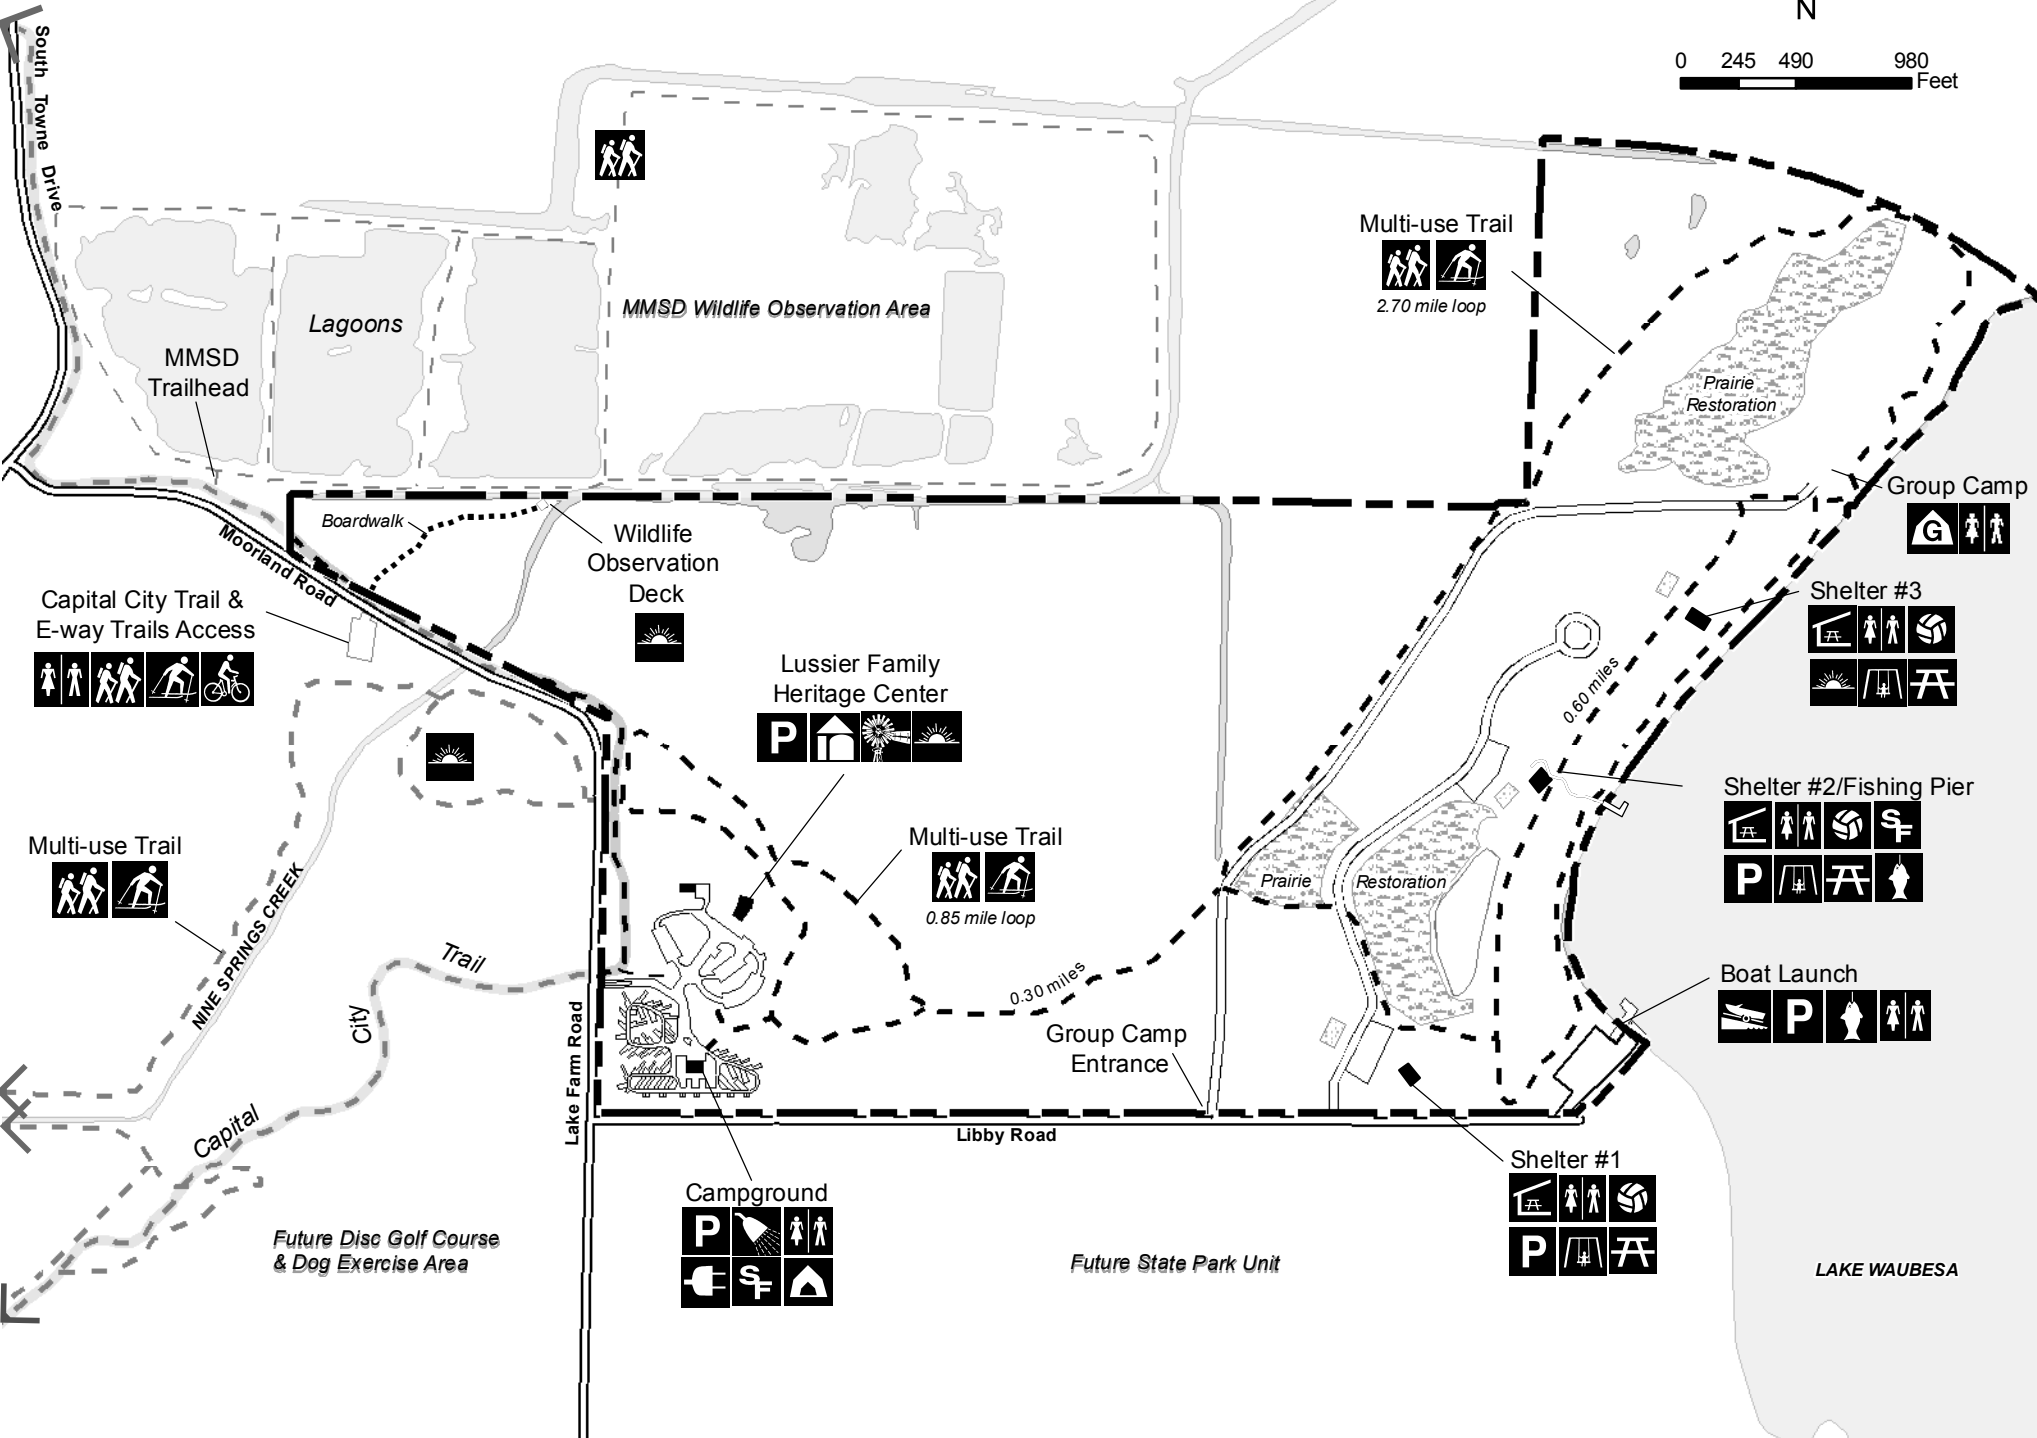 N
0 245 490 980
Feet
South Towne Drive
Multi-use Trail
2.70 mile loop
MMSD Wildlife Observation Area
Lagoons
MMSD
Trailhead
Prairie
Restoration
Group Camp
G
Boardwalk
Wildlife
Observation
Deck
Moorland Road
Capital City Trail &
E-way Trails Access
Shelter #3
0.60 miles
Lussier Family
Heritage Center
P
Shelter #2/Fishing Pier
SF
P
Multi-use Trail
Multi-use Trail
0.85 mile loop
Prairie Restoration
NINE SPRINGS CREEK
Capital City Trail
0.30 miles
Boat Launch
P
Group Camp
Entrance
Lake Farm Road
Libby Road
Shelter #1
P
Campground
P
SF
Future Disc Golf Course
& Dog Exercise Area
Future State Park Unit
LAKE WAUBESA